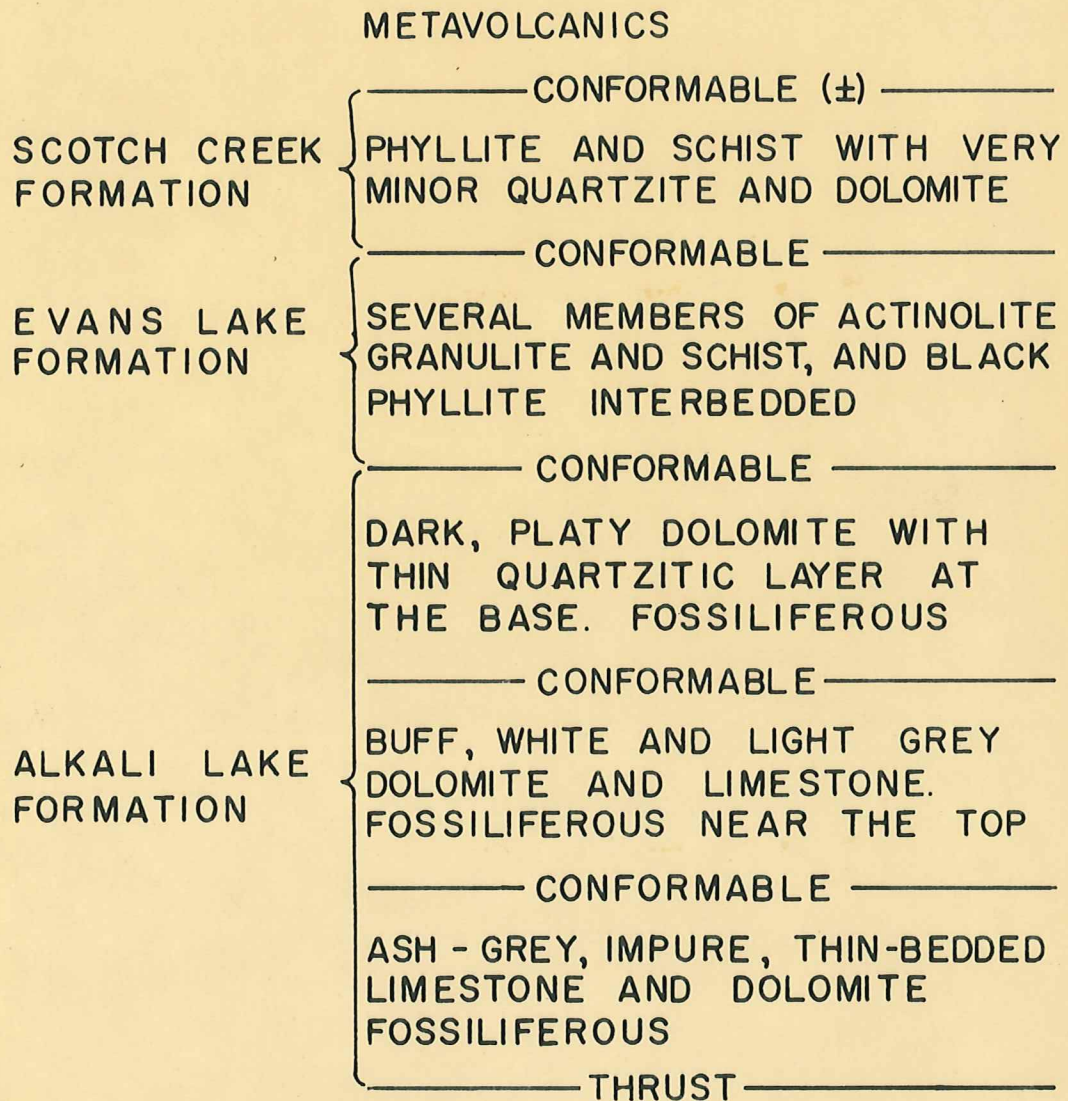 METAVOLCANICS
CONFORMABLE (±)
SCOTCH CREEK
FORMATION
PHYLLITE AND SCHIST WITH VERY
MINOR QUARTZITE AND DOLOMITE
CONFORMABLE
EVANS LAKE
FORMATION
SEVERAL MEMBERS OF ACTINOLITE
GRANULITE AND SCHIST, AND BLACK
PHYLLITE INTERBEDDED
CONFORMABLE
DARK, PLATY DOLOMITE WITH
THIN QUARTZITIC LAYER AT
THE BASE. FOSSILIFEROUS
CONFORMABLE
ALKALI LAKE
FORMATION
BUFF, WHITE AND LIGHT GREY
DOLOMITE AND LIMESTONE.
FOSSILIFEROUS NEAR THE TOP
CONFORMABLE
ASH - GREY, IMPURE, THIN-BEDDED
LIMESTONE AND DOLOMITE
FOSSILIFEROUS
THRUST